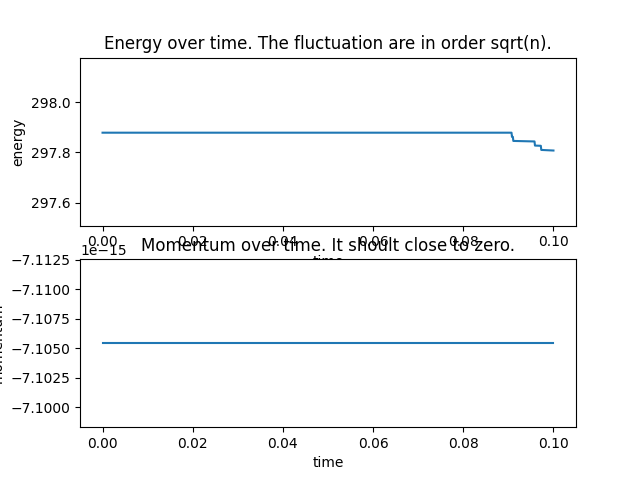 Energy over time. The fluctuation are in order sqrt(n).
298.0
297.8
297.6
energy
0.00 0.02 0.04 0.06 0.08 0.10
time
1e−15
Momentum over time. It shoult close to zero.
−7.1125
−7.1100
−7.1075
−7.1050
−7.1025
−7.1000
momentum
0.00 0.02 0.04 0.06 0.08 0.10
time